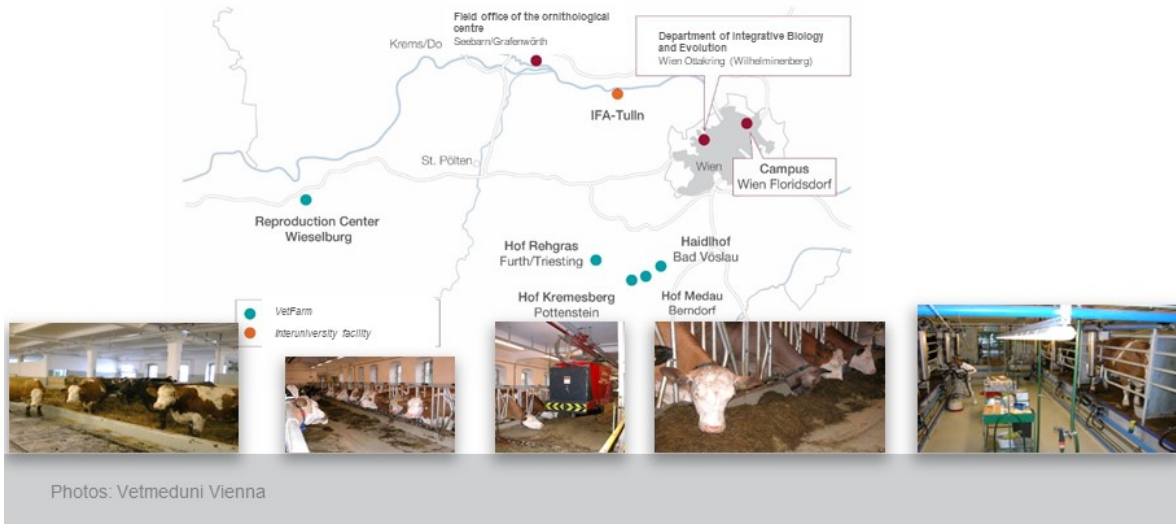 Field office of the ornithological
centre
Seebarn/Grafenwörth
Krems/Do
Department of Integrative Biology
and Evolution
Wien Ottakring (Wilhelminenberg)
IFA-Tulln
St. Pölten
Wien
Campus
Wien Floridsdorf
Reproduction Center
Wieselburg
Hof Rehgras
Furth/Triesting
Haidlhof
Bad Vöslau
Hof Kremesberg
Pottenstein
Hof Medau
Berndorf
VetFarm
Interuniversity facility
Photos: Vetmeduni Vienna